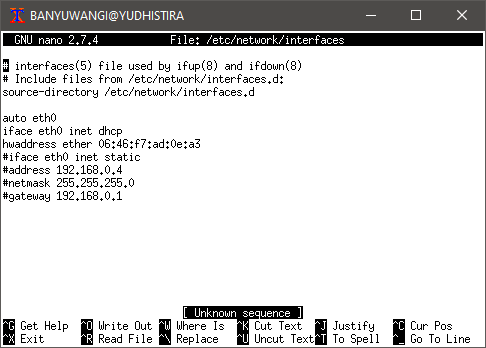 BANYUWANGI@YUDHISTIRA
GNU nano 2.7.4 File: /etc/network/interfaces
# interfaces(5) file used by ifup(8) and ifdown(8)
# Include files from /etc/network/interfaces.d:
source-directory /etc/network/interfaces.d
auto eth0
iface eth0 inet dhcp
hwaddress ether 06:46:f7:ad:0e:a3
#iface eth0 inet static
#address 192.168.0.4
#netmask 255.255.255.0
#gateway 192.168.0.1
[ Unknown sequence ]
^G Get Help ^O Write Out ^W Where Is ^K Cut Text ^J Justify ^C Cur Pos
^X Exit ^R Read File ^\ Replace ^U Uncut Text ^T To Spell ^_ Go To Line